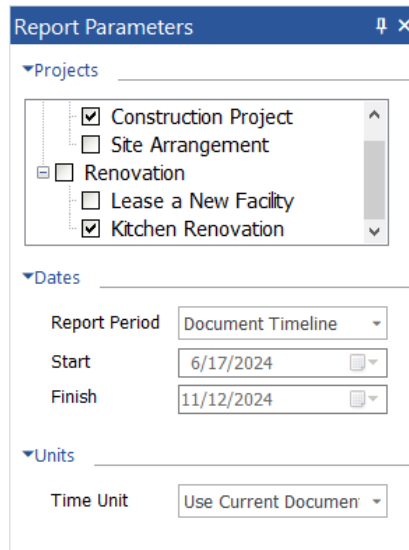 Report Parameters
Projects
Construction Project
Site Arrangement
Renovation
Lease a New Facility
Kitchen Renovation
Dates
Report Period Document Timeline
Start 6/17/2024
Finish 11/12/2024
Units
Time Unit Use Current Documen